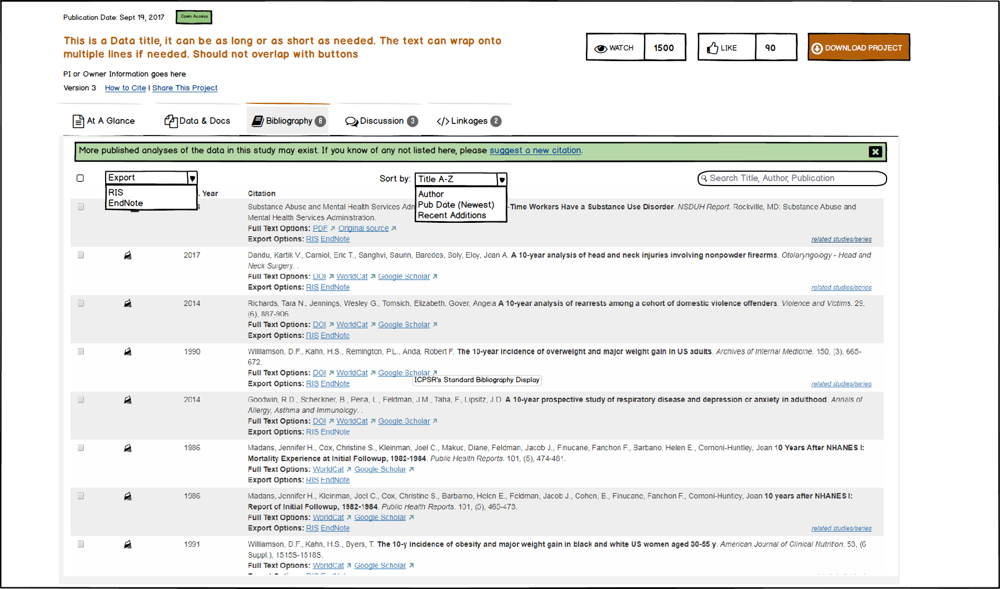 Publication Date: Sept 19, 2017
Open Access
This is a Data title, it can be as long or as short as needed. The text can wrap onto
multiple lines if needed. Should not overlap with buttons
WATCH 1500
LIKE 90
DOWNLOAD PROJECT
PI or Owner Information goes here
Version 3 How to Cite | Share This Project
At A Glance
Data & Docs
Bibliography 8
Discussion 3
</> Linkages 2
More published analyses of the data in this study may exist. If you know of any not listed here, please suggest a new citation.
Export
RIS
EndNote
Sort by: Title A-Z
Author
Pub Date (Newest)
Recent Additions
Search Title, Author, Publication
. Year Citation
Substance Abuse and Mental Health Services Adm -Time Workers Have a Substance Use Disorder. NSDUH Report. Rockville, MD: Substance Abuse and
Mental Health Services Administration.
Full Text Options: PDF Original source
Export Options: RIS EndNote
related studies/series
2017 Dandu, Kartik V., Carniol, Eric T., Sanghvi, Saurin, Baredes, Soly, Eloy, Jean A. A 10-year analysis of head and neck injuries involving nonpowder firearms. Otolaryngology - Head and
Neck Surgery. .
Full Text Options: DOI WorldCat Google Scholar
Export Options: RIS EndNote
related studies/series
2014 Richards, Tara N., Jennings, Wesley G., Tomsich, Elizabeth, Gover, Angela A 10-year analysis of rearrests among a cohort of domestic violence offenders. Violence and Victims. 29,
(6), 887-906
Full Text Options: DOI WorldCat Google Scholar
Export Options: RIS EndNote
1990 Williamson, D.F., Kahn, H.S., Remington, P.L., Anda, Robert F. The 10-year incidence of overweight and major weight gain in US adults. Archives of Internal Medicine. 150, (3), 665-
672.
Full Text Options: DOI WorldCat Google Scholar
ICPSR's Standard Bibliography Display
Export Options: RIS EndNote
related studies/series
2014 Goodwin, R.D., Scheckner, B., Pena, L., Feldman, J.M., Taha, F., Lipsitz, J.D. A 10-year prospective study of respiratory disease and depression or anxiety in adulthood. Annals of
Allergy, Asthma and Immunology. .
Full Text Options: DOI WorldCat Google Scholar
Export Options: RIS EndNote
1986 Madans, Jennifer H., Cox, Christine S., Kleinman, Joel C., Makuc, Diane, Feldman, Jacob J., Finucane, Fanchon F., Barbano, Helen E., Cornoni-Huntley, Joan 10 Years After NHANES I:
Mortality Experience at Initial Followup, 1982-1984. Public Health Reports. 101, (5), 474-481.
Full Text Options: WorldCat Google Scholar
Export Options: RIS EndNote
1986 Madans, Jennifer H., Kleinman, Joel C., Cox, Christine S., Barbarno, Helen E., Feldman, Jacob J., Cohen, B., Finucane, Fanchon F., Cornoni-Huntley, Joan 10 years after NHANES I:
Report of Initial Followup, 1982-1984. Public Health Reports. 101, (5), 465-473.
Full Text Options: WorldCat Google Scholar
Export Options: RIS EndNote
related studies/series
1991 Williamson, D.F., Kahn, H.S., Byers, T. The 10-y incidence of obesity and major weight gain in black and white US women aged 30-55 y. American Journal of Clinical Nutrition. 53, (6
Suppl.), 1515S-1518S.
Full Text Options: WorldCat Google Scholar